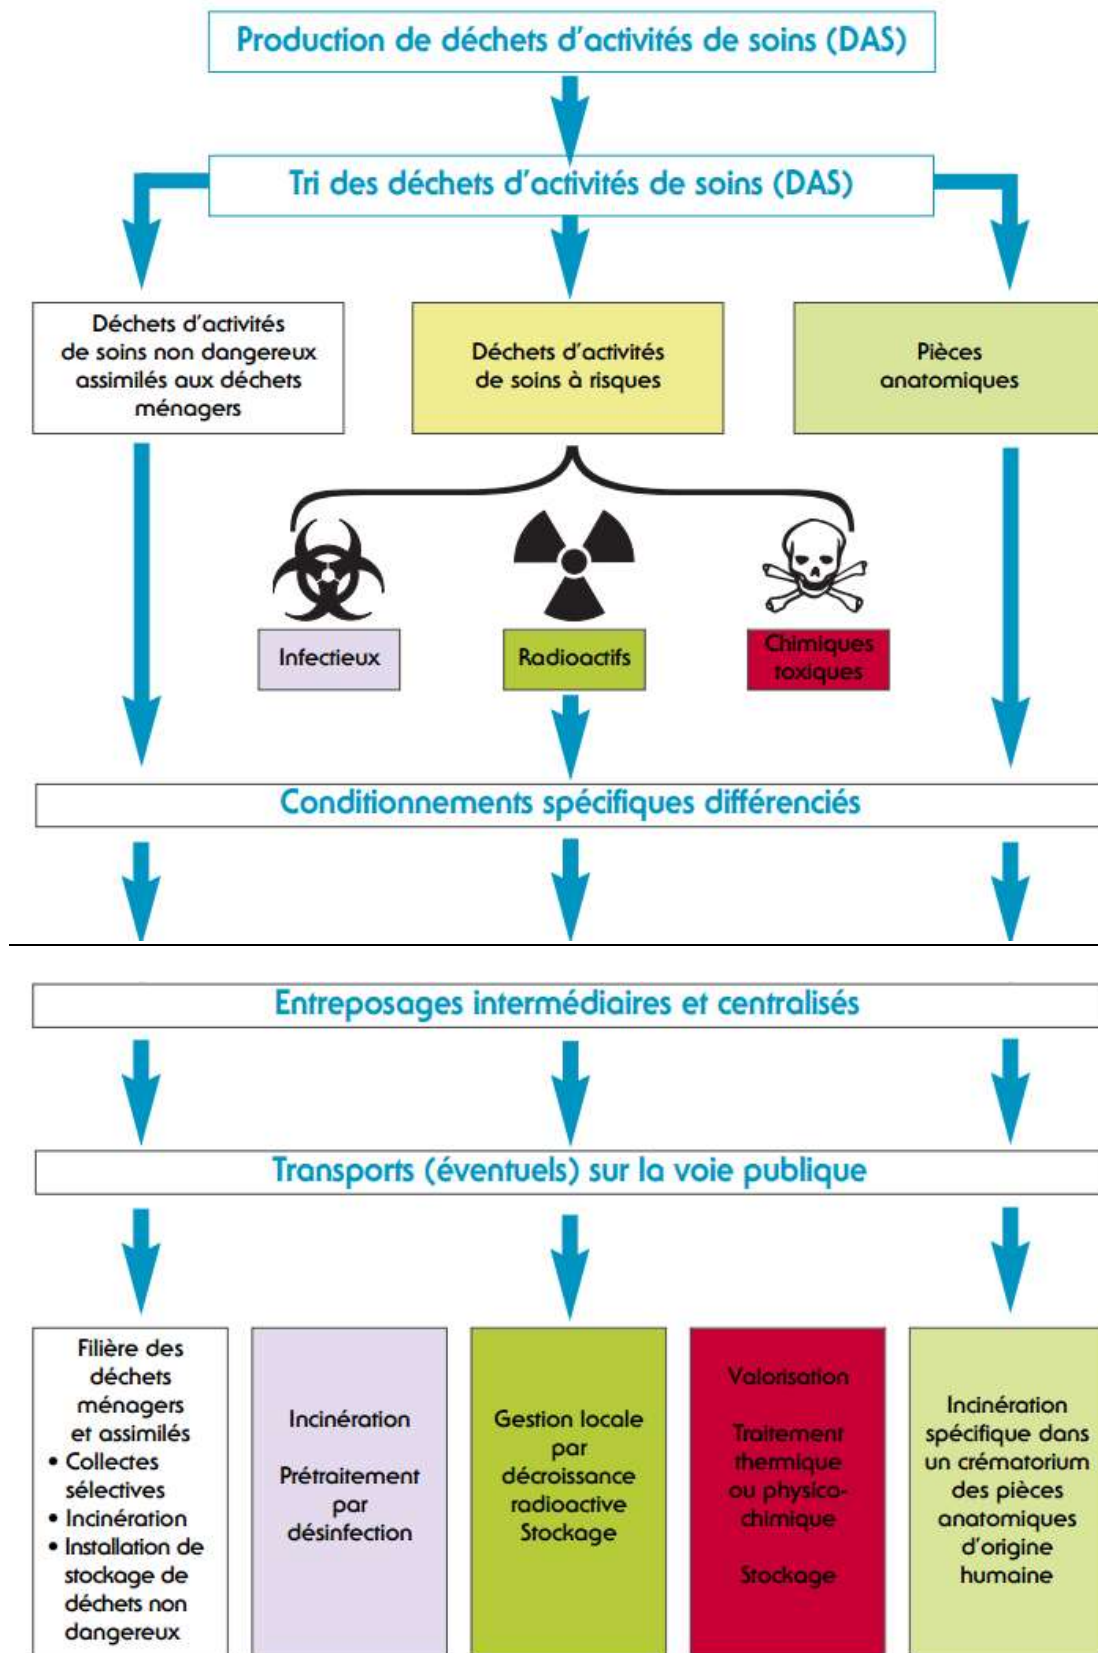 Production de déchets d'activités de soins (DAS)
Tri des déchets d'activités de soins (DAS)
Déchets d'activités
de soins non dangereux
assimilés aux déchets
ménagers
Déchets d'activités
de soins à risques
Pièces
anatomiques
Infectieux
Radioactifs
Chimiques
toxiques
Conditionnements spécifiques différenciés
Entreposages intermédiaires et centralisés
Transports (éventuels) sur la voie publique
Filière des
déchets
ménagers
et assimilés
• Collectes
sélectives
• Incinération
• Installation de
stockage de
déchets non
dangereux
Incinération
Prétraitement
par
désinfection
Gestion locale
par
décroissance
radioactive
Stockage
Valorisation
Traitement
thermique
ou physico-
chimique
Stockage
Incinération
spécifique dans
un crématorium
des pièces
anatomiques
d'origine
humaine